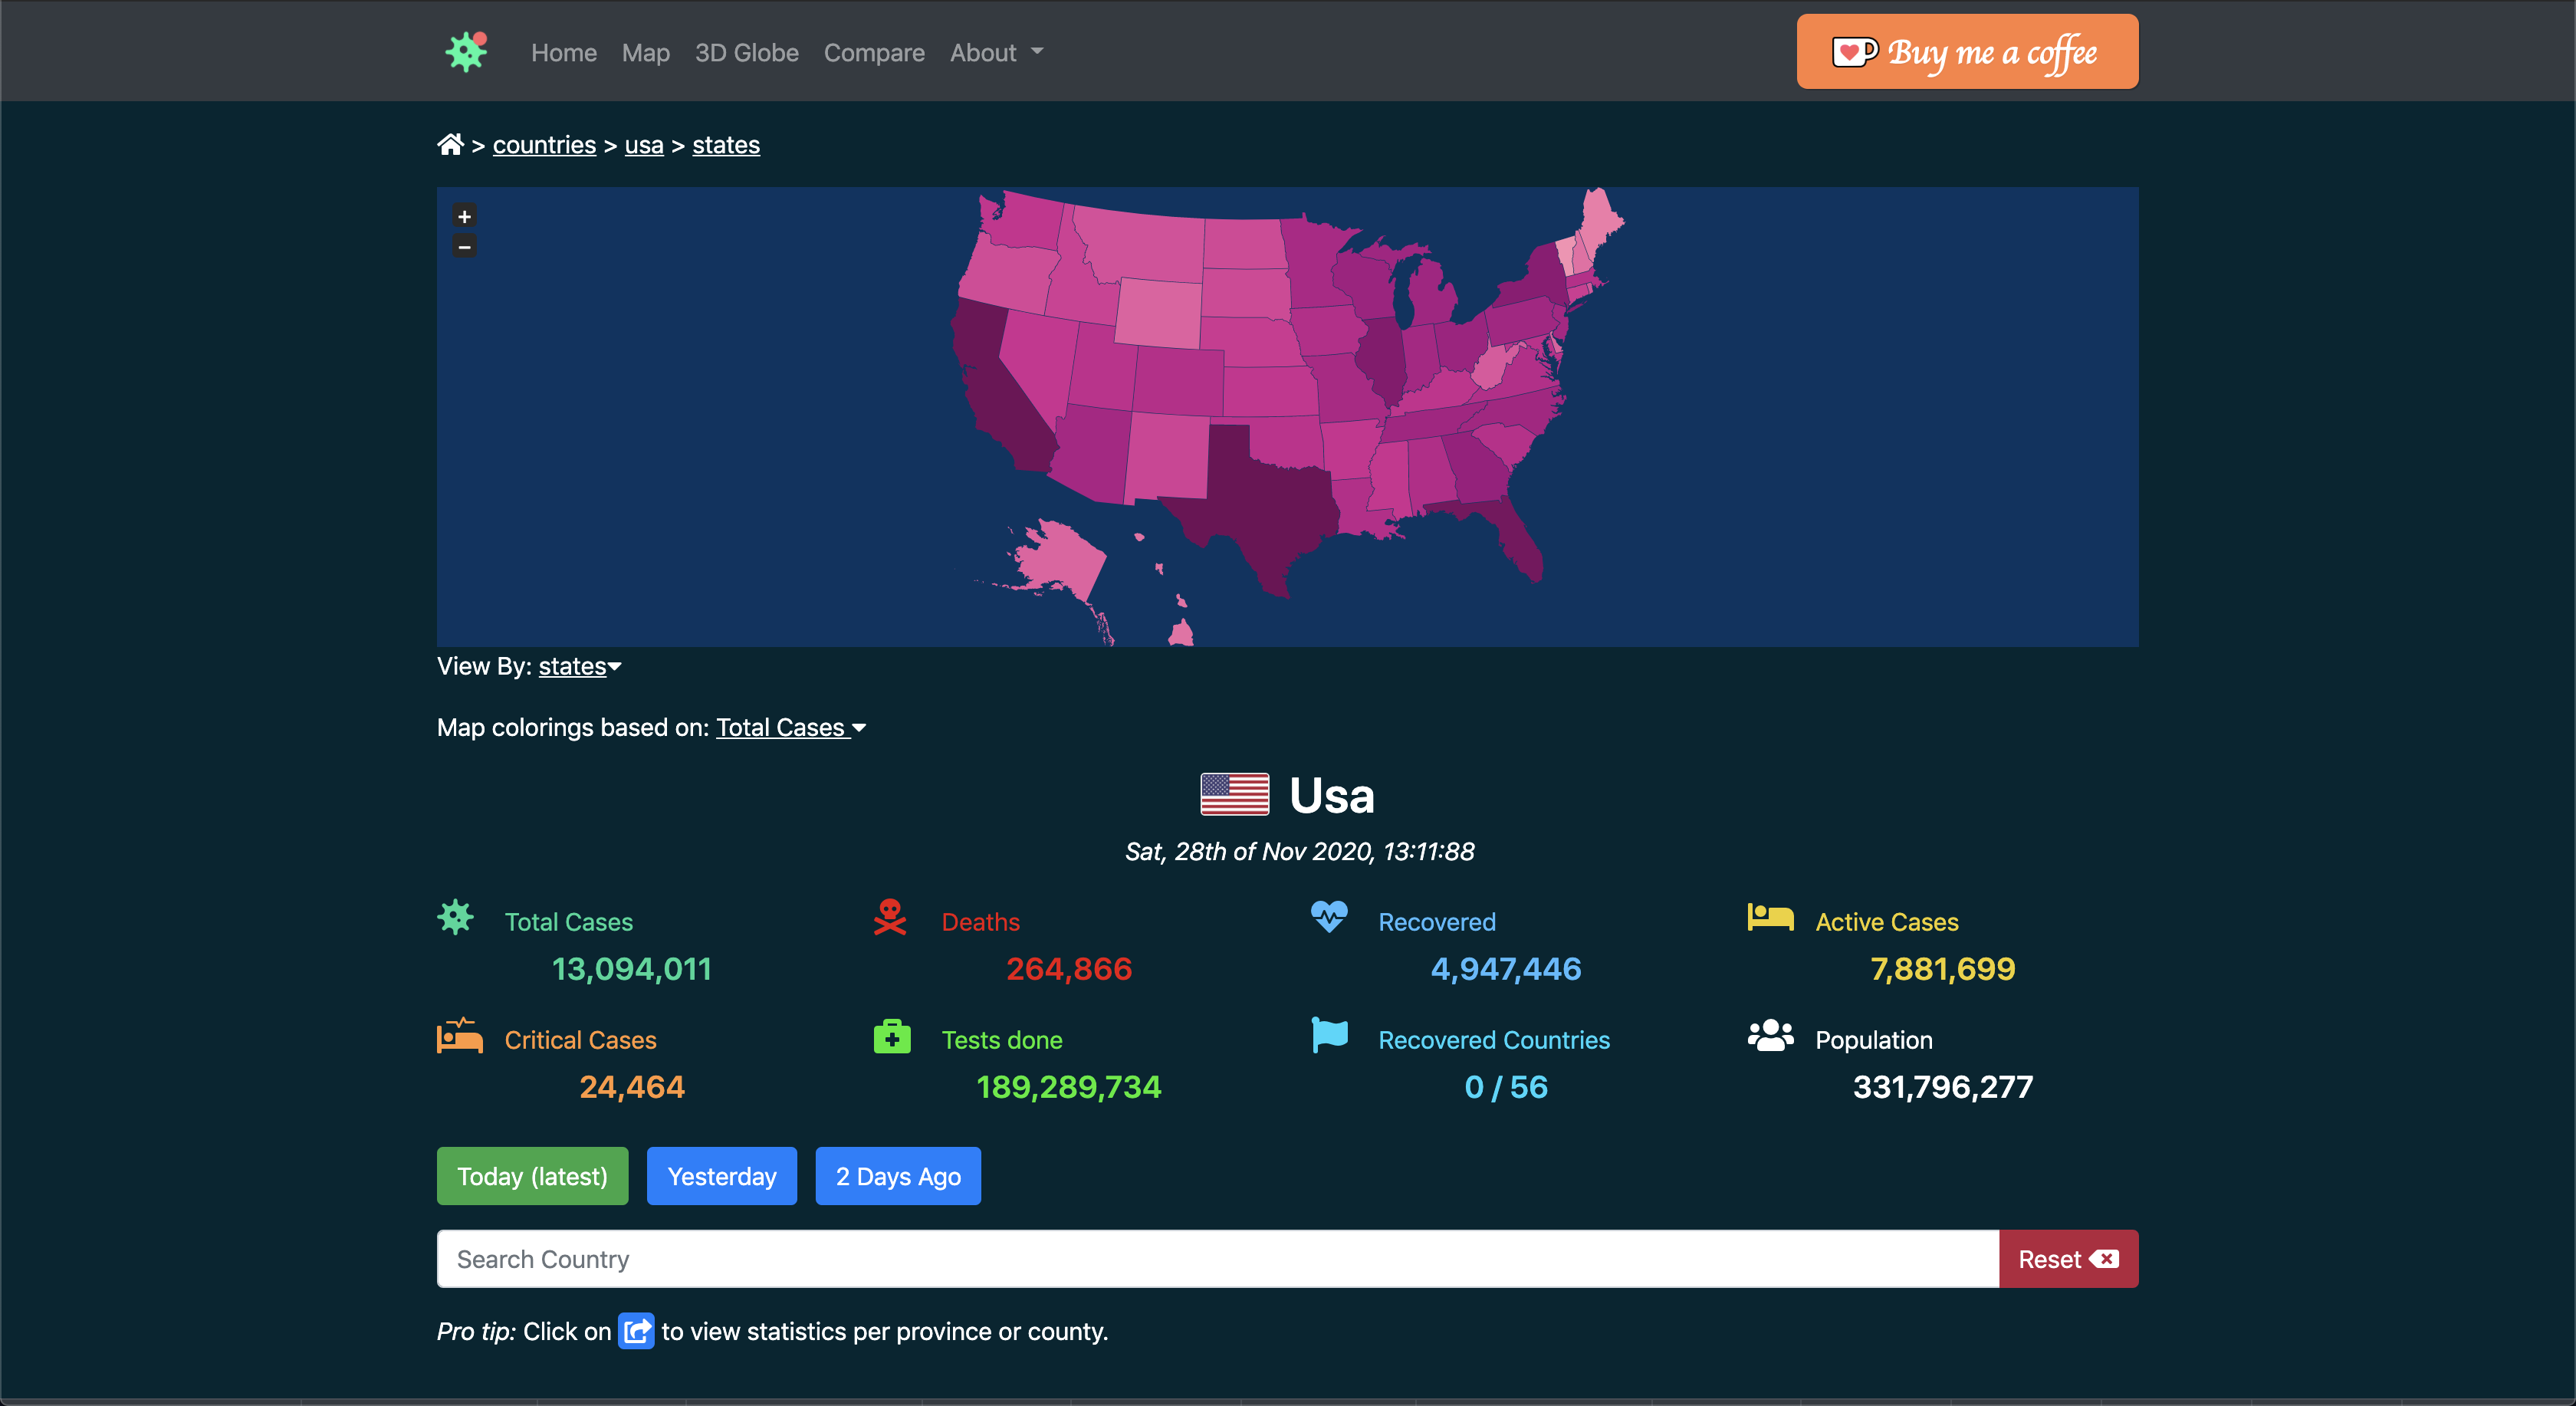 Home Map 3D Globe Compare About
Buy me a coffee
> countries > usa > states
+
−
View By: states
Map colorings based on: Total Cases
Usa
Sat, 28th of Nov 2020, 13:11:88
Total Cases
13,094,011
Deaths
264,866
Recovered
4,947,446
Active Cases
7,881,699
Critical Cases
24,464
Tests done
189,289,734
Recovered Countries
0 / 56
Population
331,796,277
Today (latest) Yesterday 2 Days Ago
Search Country
Reset
Pro tip: Click on to view statistics per province or county.